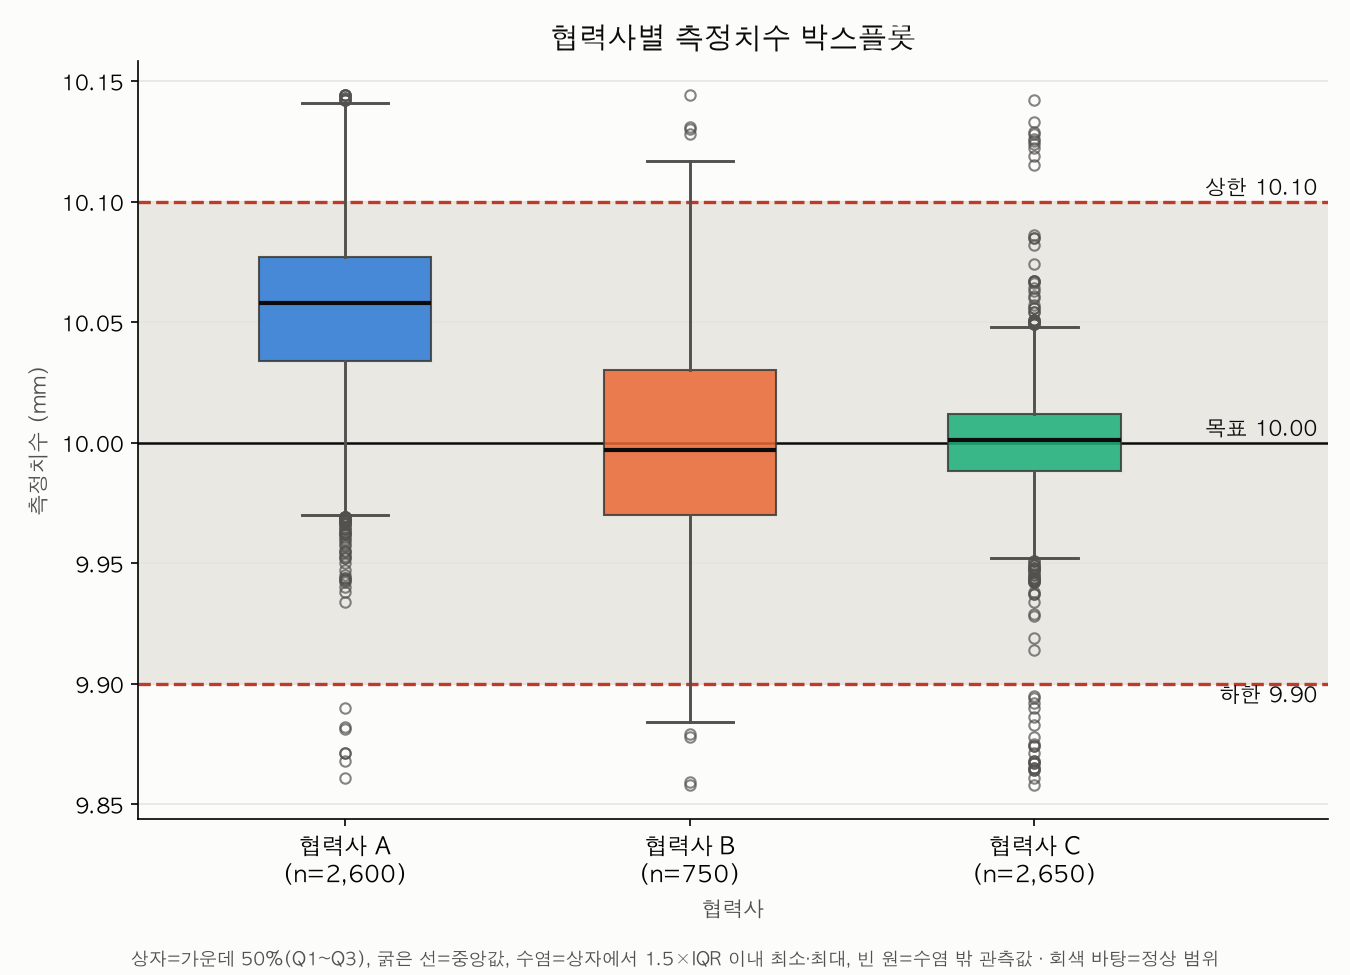 협력사별 측정치수 박스플롯
측정치수 (mm)
10.15
10.10
10.05
10.00
9.95
9.90
9.85
상한 10.10
목표 10.00
하한 9.90
협력사 A
(n=2,600)
협력사 B
(n=750)
협력사 C
(n=2,650)
협력사
상자=가운데 50%(Q1~Q3), 굵은 선=중앙값, 수염=상자에서 1.5×IQR 이내 최소·최대, 빈 원=수염 밖 관측값 · 회색 바탕=정상 범위